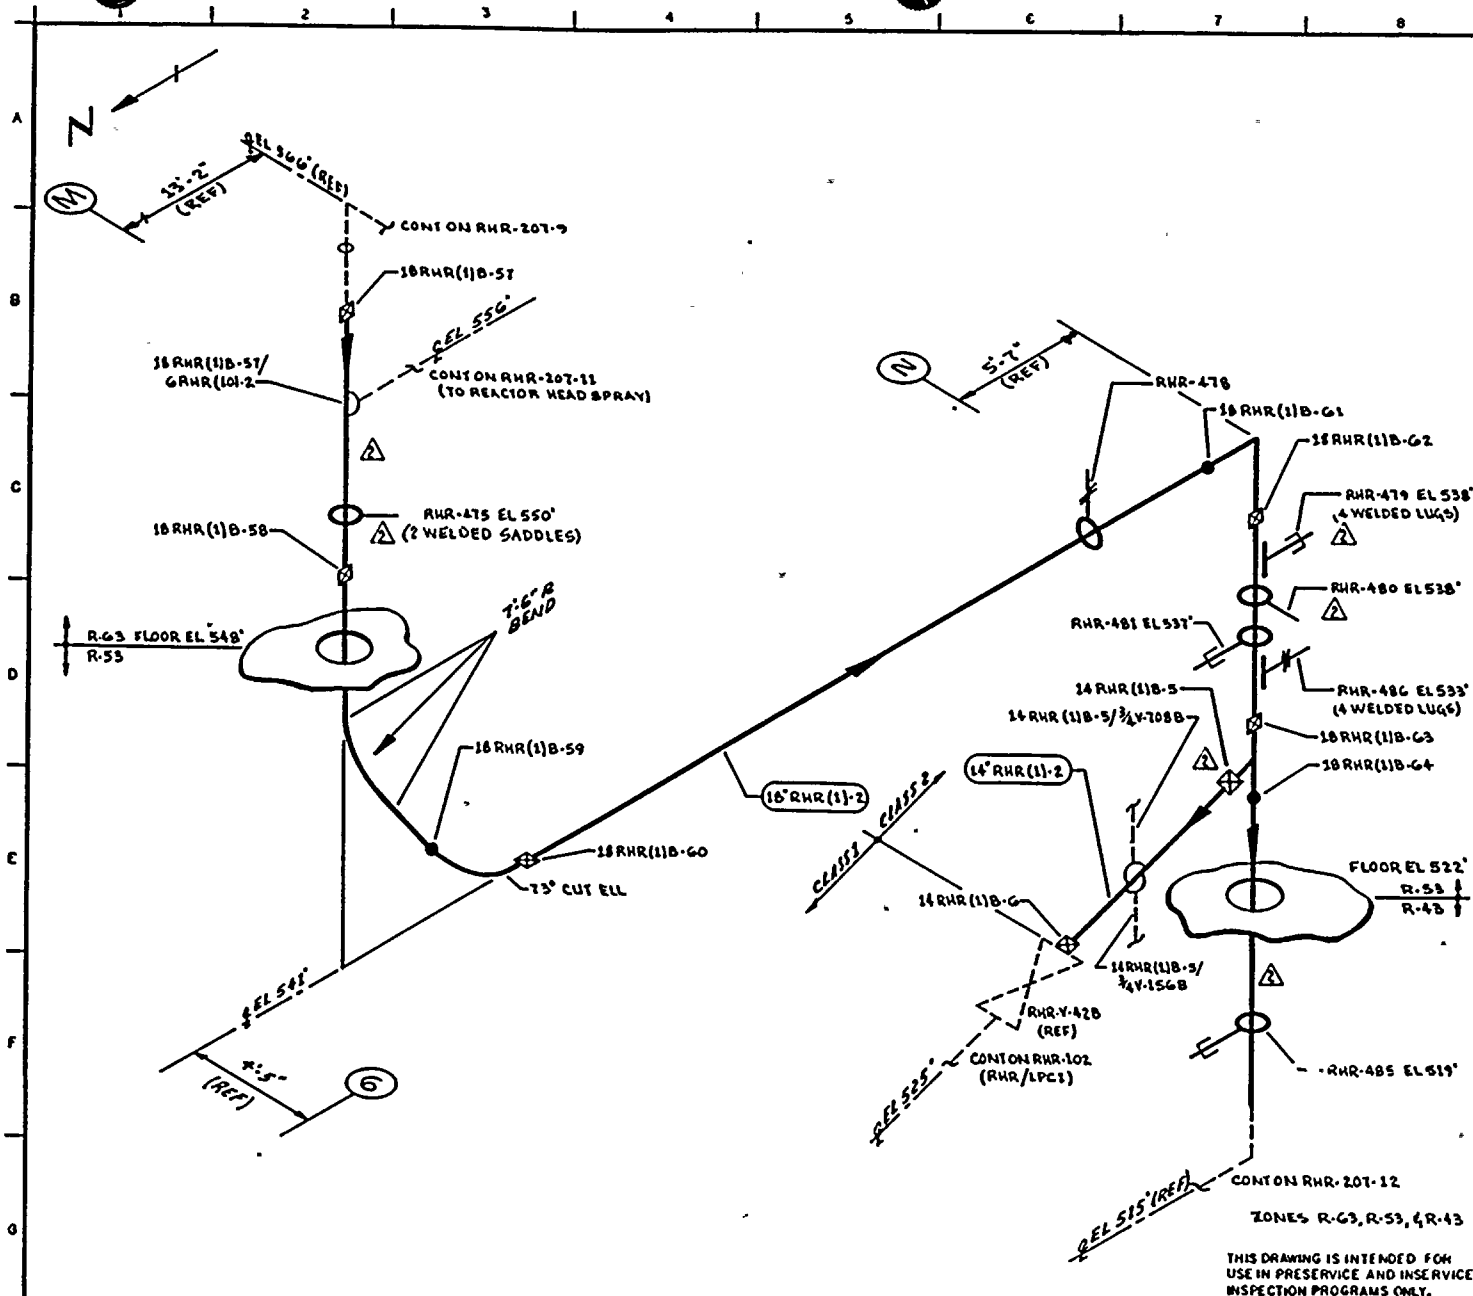 2 3 4 5 6 7 8
A
B
C
D
E
F
G
N
M
13'-2"
(REF)
₵ EL 566' (REF)
CONT ON RHR-207-9
18RHR(1)B-57
₵ EL 556'
18RHR(1)B-57/
6RHR(10)-2
CONT ON RHR-207-11
(TO REACTOR HEAD SPRAY)
2
RHR-475 EL 550'
2 (2 WELDED SADDLES)
18RHR(1)B-58
7'-6" R
BEND
R-63 FLOOR EL 548'
R-53
18RHR(1)B-59
18RHR(1)B-60
73° CUT ELL
18" RHR(1)-2
₵ EL 541'
4'-5"
(REF)
6
N
5'-7"
(REF)
RHR-478
18RHR(1)B-61
18RHR(1)B-62
RHR-479 EL 538'
(4 WELDED LUGS)
2
RHR-480 EL 538'
2
RHR-481 EL 537'
RHR-486 EL 533'
(4 WELDED LUGS)
14RHR(1)B-5
14RHR(1)B-5/¾V-708B
18RHR(1)B-63
2
18RHR(1)B-64
14" RHR(1)-2
CLASS 2
CLASS 1
FLOOR EL 522'
R-53
R-43
14RHR(1)B-6
14RHR(1)B-5/
¾V-156B
2
RHR-V-42B
(REF)
CONT ON RHR-102
(RHR/LPCI)
₵ EL 525'
RHR-485 EL 519'
₵ EL 515' (REF)
CONT ON RHR-207-12
ZONES R-63, R-53, & R-43
THIS DRAWING IS INTENDED FOR
USE IN PRESERVICE AND INSERVICE
INSPECTION PROGRAMS ONLY.